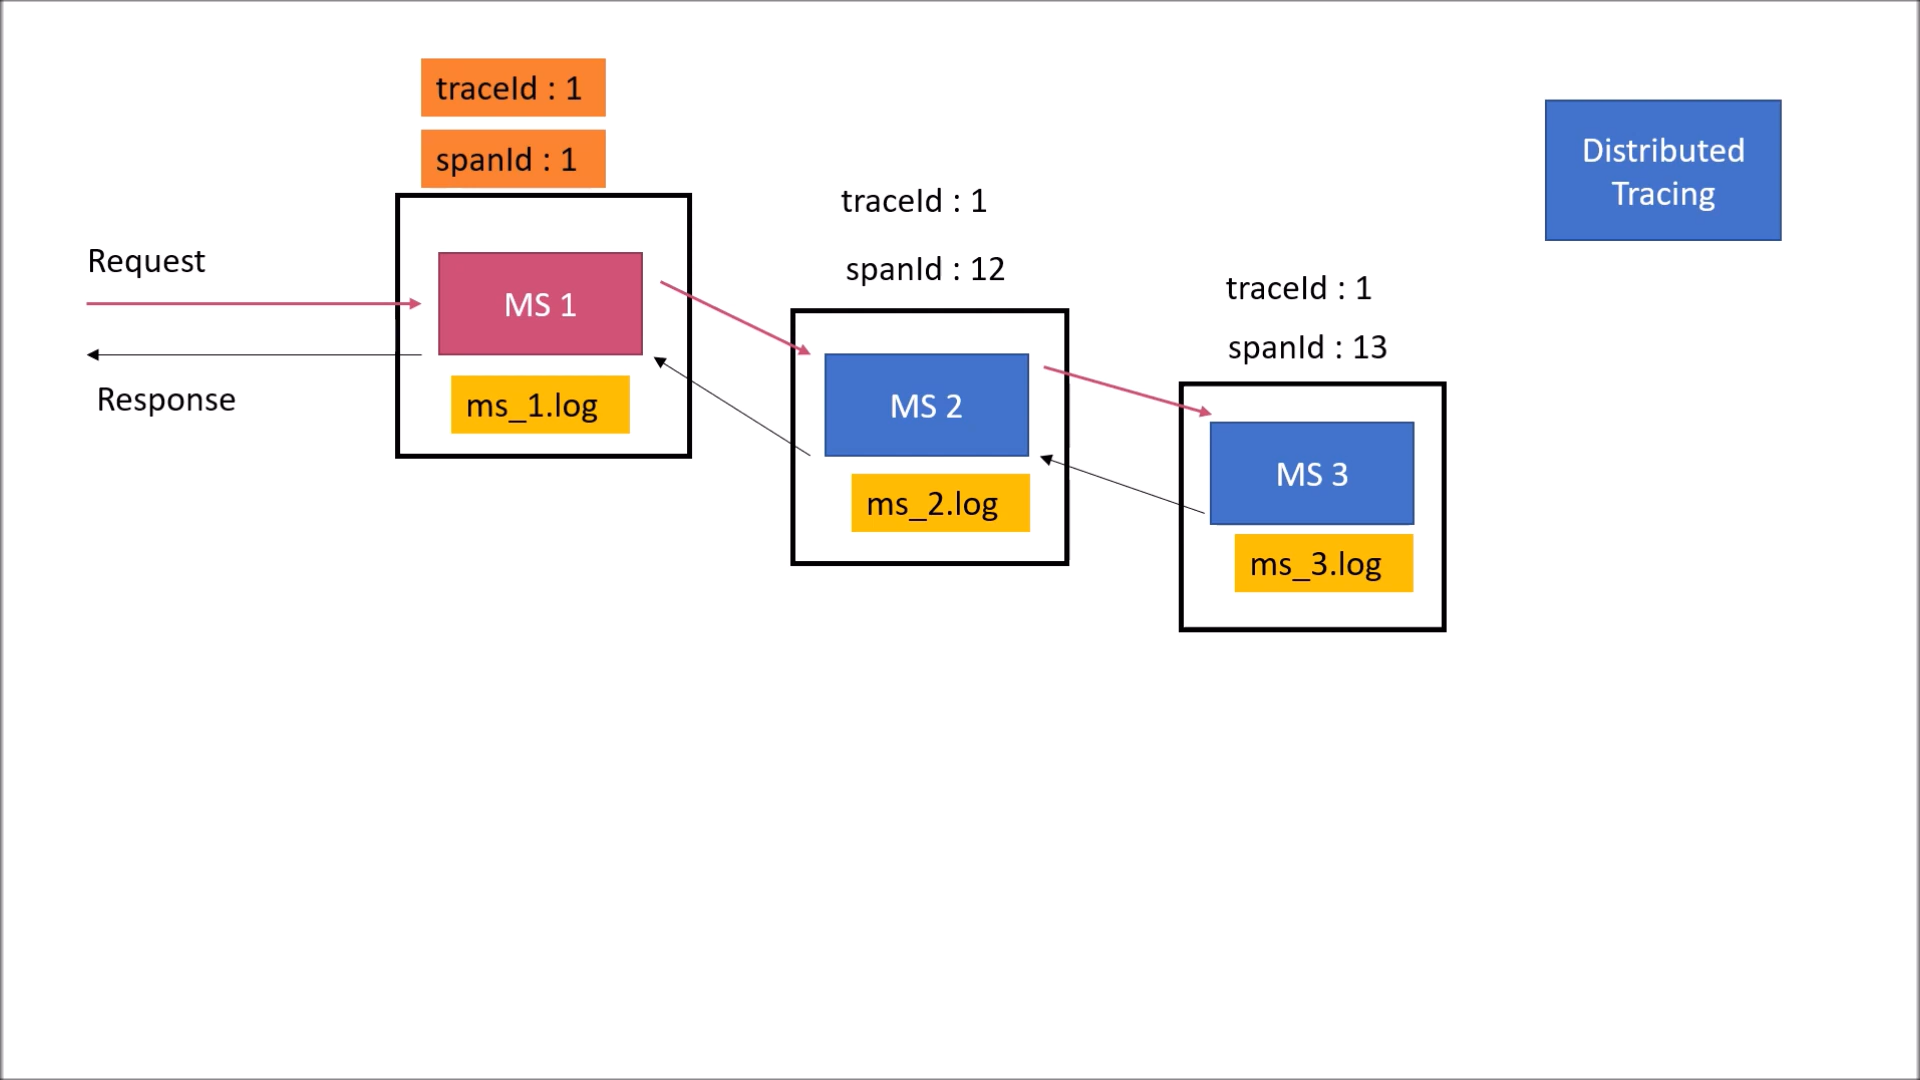 traceId : 1
spanId : 1
Distributed
Tracing
traceId : 1
spanId : 12
Request
MS 1
traceId : 1
spanId : 13
Response
ms_1.log
MS 2
MS 3
ms_2.log
ms_3.log